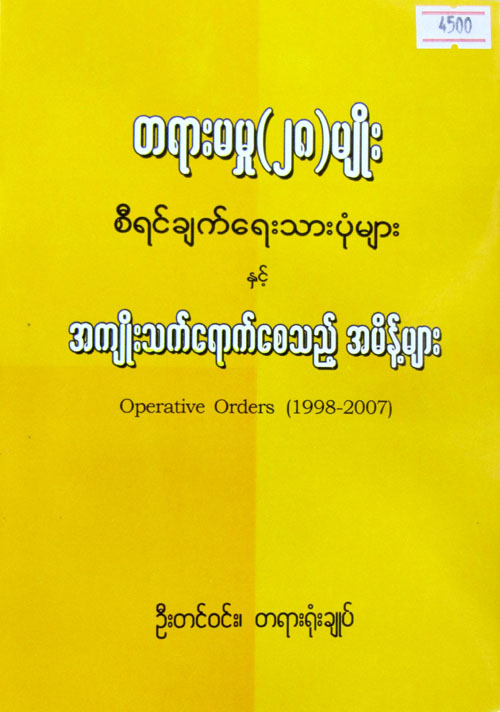 4500
တရားမမှု(၂၈)မျိုး
စီရင်ချက်ရေးသားပုံများ
နှင့်
အကျိုးသက်ရောက်စေသည့် အမိန့်များ
Operative Orders (1998-2007)
ဦးတင်ဝင်း၊ တရားရုံးချုပ်